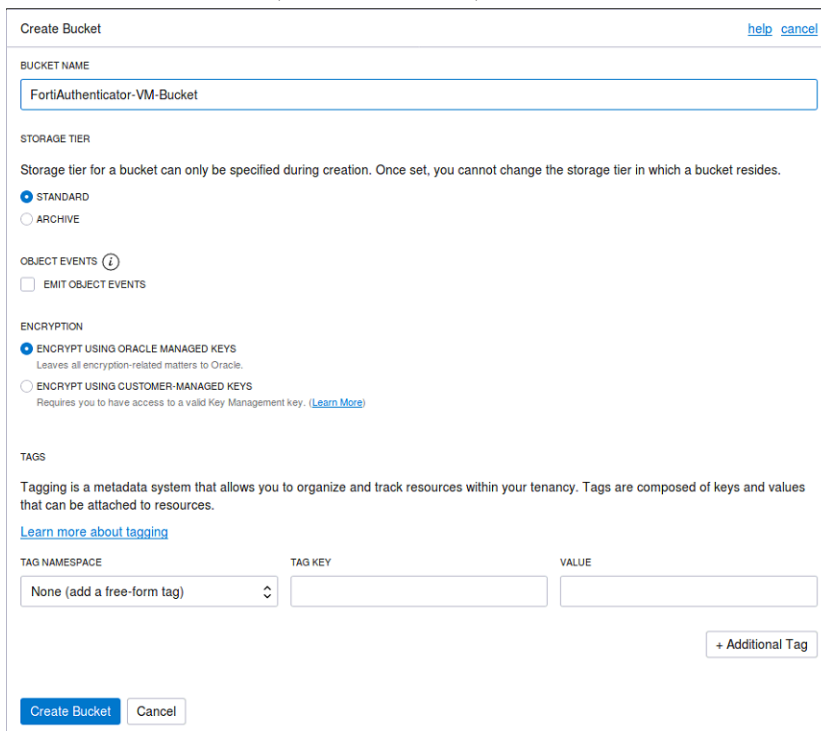 Create Bucket help cancel
BUCKET NAME
FortiAuthenticator-VM-Bucket
STORAGE TIER
Storage tier for a bucket can only be specified during creation. Once set, you cannot change the storage tier in which a bucket resides.
STANDARD
ARCHIVE
OBJECT EVENTS i
EMIT OBJECT EVENTS
ENCRYPTION
ENCRYPT USING ORACLE MANAGED KEYS
Leaves all encryption-related matters to Oracle.
ENCRYPT USING CUSTOMER-MANAGED KEYS
Requires you to have access to a valid Key Management key. (Learn More)
TAGS
Tagging is a metadata system that allows you to organize and track resources within your tenancy. Tags are composed of keys and values
that can be attached to resources.
Learn more about tagging
TAG NAMESPACE TAG KEY VALUE
None (add a free-form tag)
+ Additional Tag
Create Bucket Cancel